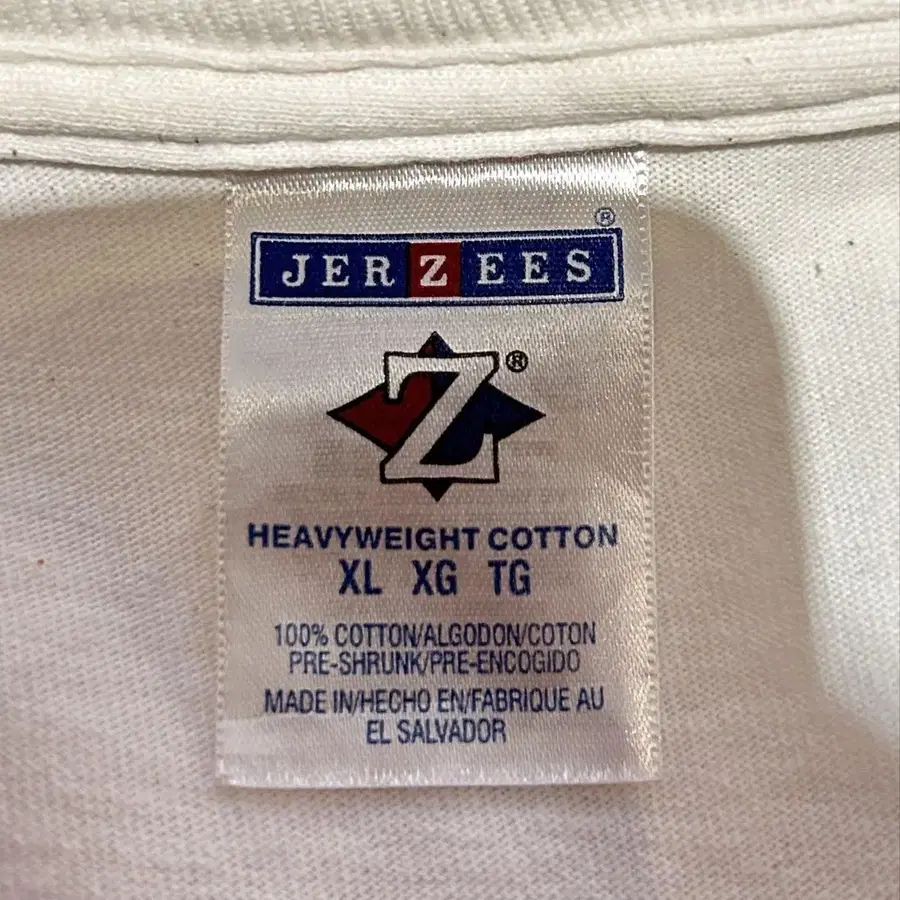 ®
JERZEES
Z®
HEAVYWEIGHT COTTON
XL XG TG
100% COTTON/ALGODON/COTON
PRE-SHRUNK/PRE-ENCOGIDO
MADE IN/HECHO EN/FABRIQUE AU
EL SALVADOR